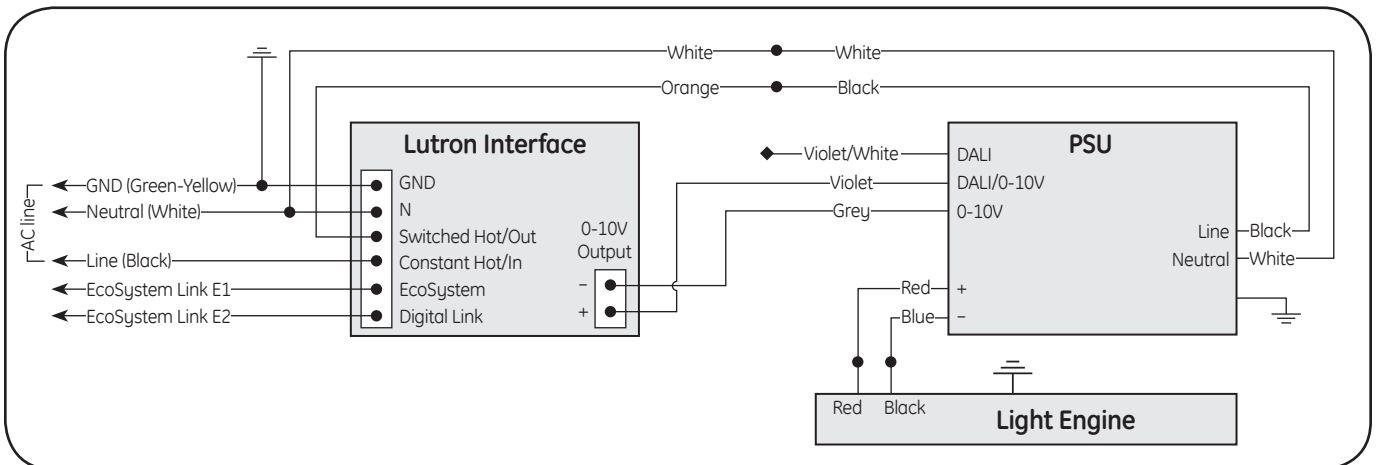 White
White
Orange
Black
Lutron Interface
PSU
AC line
GND (Green-Yellow)
Neutral (White)
Line (Black)
EcoSystem Link E1
EcoSystem Link E2
GND
N
Switched Hot/Out
Constant Hot/In
EcoSystem
Digital Link
0-10V
Output
–
+
Violet/White
Violet
Grey
DALI
DALI/0-10V
0-10V
Line
Black
Neutral
White
Red
+
Blue
–
Red
Black
Light Engine